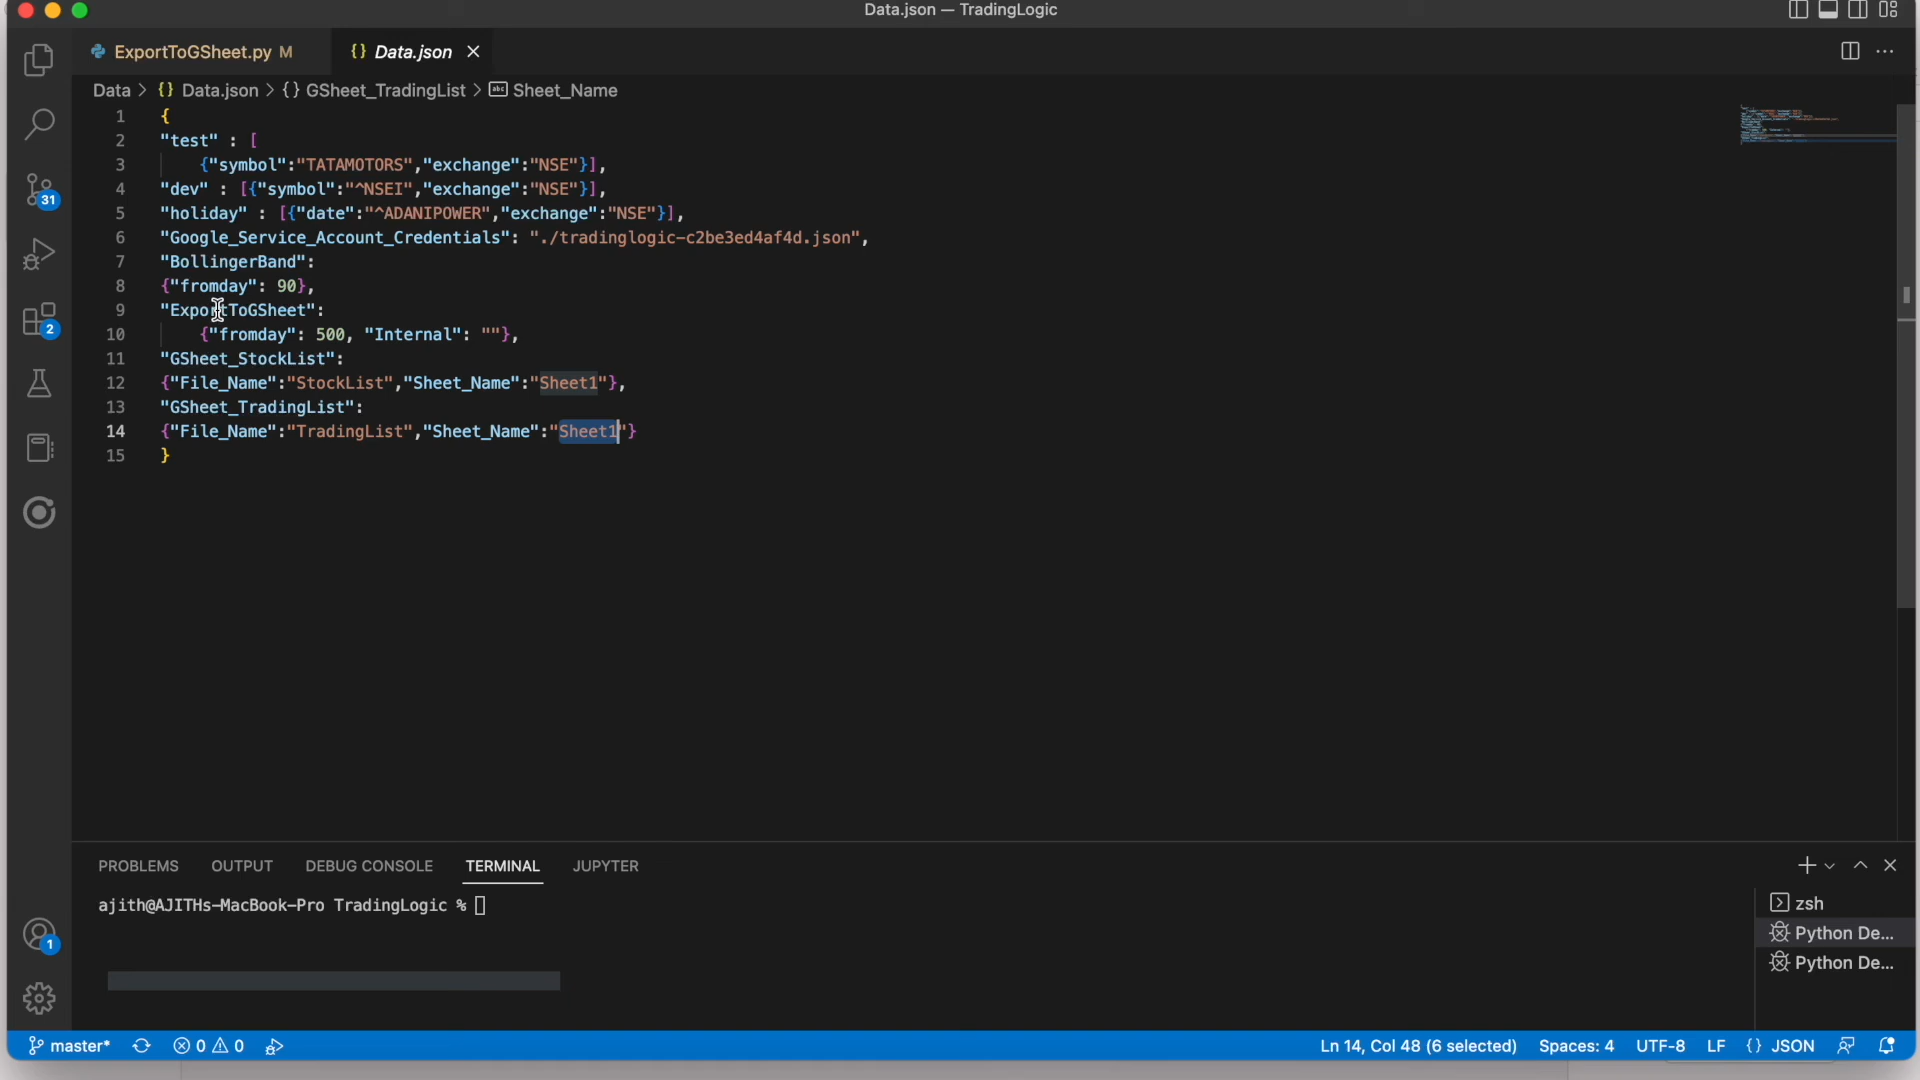 Data.json — TradingLogic
ExportToGSheet.py M
{} Data.json
Data > {} Data.json > {} GSheet_TradingList > Sheet_Name
1 {
2 "test" : [
3 {"symbol":"TATAMOTORS","exchange":"NSE"}],
4 "dev" : [{"symbol":"^NSEI","exchange":"NSE"}],
5 "holiday" : [{"date":"^ADANIPOWER","exchange":"NSE"}],
6 "Google_Service_Account_Credentials": "./tradinglogic-c2be3ed4af4d.json",
7 "BollingerBand":
8 {"fromday": 90},
9 "ExportToGSheet":
10 {"fromday": 500, "Internal": ""},
11 "GSheet_StockList":
12 {"File_Name":"StockList","Sheet_Name":"Sheet1"},
13 "GSheet_TradingList":
14 {"File_Name":"TradingList","Sheet_Name":"Sheet1"}
15 }
31
2
1
PROBLEMS OUTPUT DEBUG CONSOLE TERMINAL JUPYTER
ajith@AJITHs-MacBook-Pro TradingLogic %
zsh
Python De...
Python De...
master* 0 0 Ln 14, Col 48 (6 selected) Spaces: 4 UTF-8 LF {} JSON